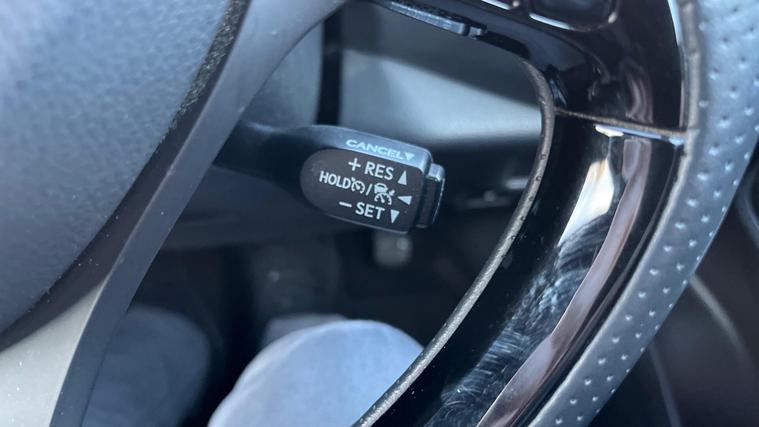 CANCEL▼
+ RES ▲
HOLD / ◀
− SET ▼